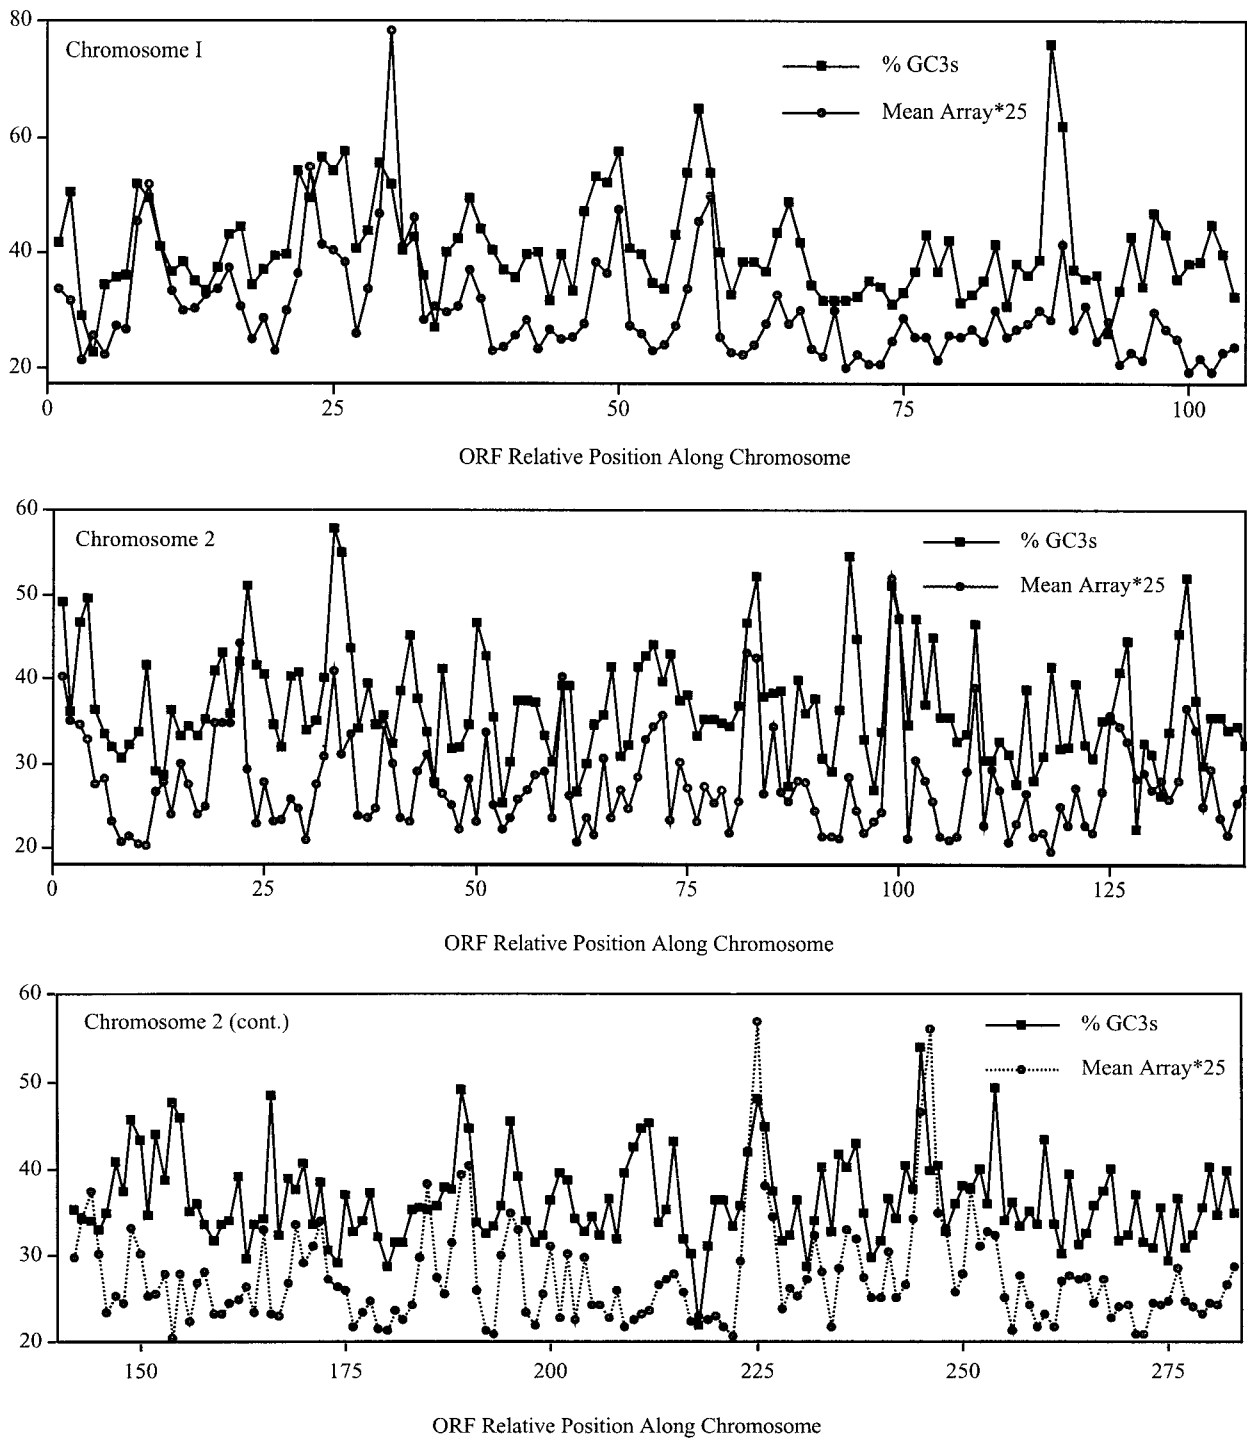 80
Chromosome I
% GC3s
Mean Array*25
60
40
20
0 25 50 75 100
ORF Relative Position Along Chromosome
60
Chromosome 2
% GC3s
Mean Array*25
50
40
30
20
0 25 50 75 100 125
ORF Relative Position Along Chromosome
60
Chromosome 2 (cont.)
% GC3s
Mean Array*25
50
40
30
20
150 175 200 225 250 275
ORF Relative Position Along Chromosome